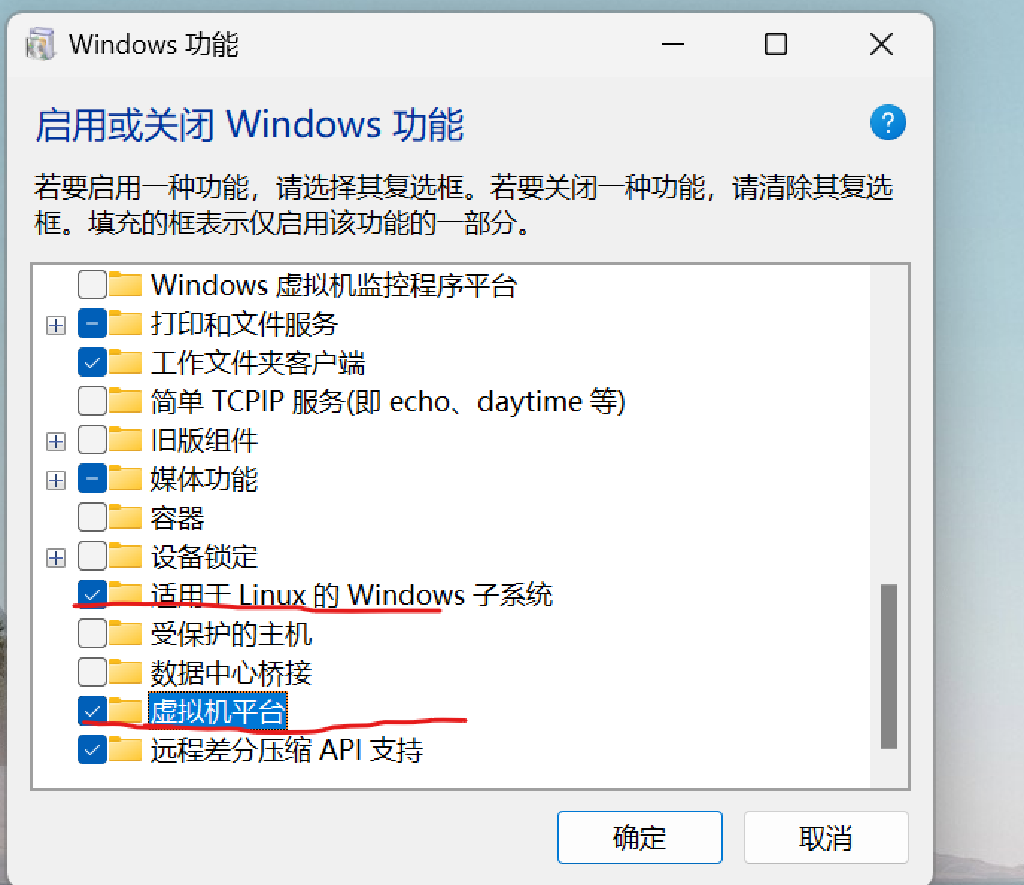 Windows 功能
启用或关闭 Windows 功能
?
若要启用一种功能，请选择其复选框。若要关闭一种功能，请清除其复选
框。填充的框表示仅启用该功能的一部分。
Windows 虚拟机监控程序平台
打印和文件服务
工作文件夹客户端
简单 TCPIP 服务(即 echo、daytime 等)
旧版组件
媒体功能
容器
设备锁定
适用于 Linux 的 Windows 子系统
受保护的主机
数据中心桥接
虚拟机平台
远程差分压缩 API 支持
确定 取消